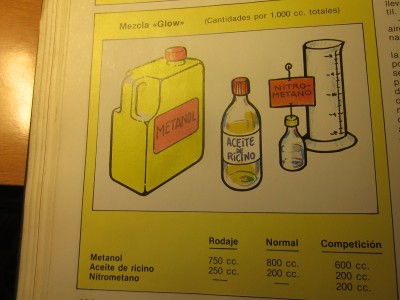 Mezcla «Glow» (Cantidades por 1.000 cc. totales)
METANOL
ACEITE
DE
RICINO
NITRO-
METANO
Rodaje Normal Competición
Metanol 750 cc. 800 cc. 600 cc.
Aceite de ricino 250 cc. 200 cc. 200 cc.
Nitrometano — — 200 cc.